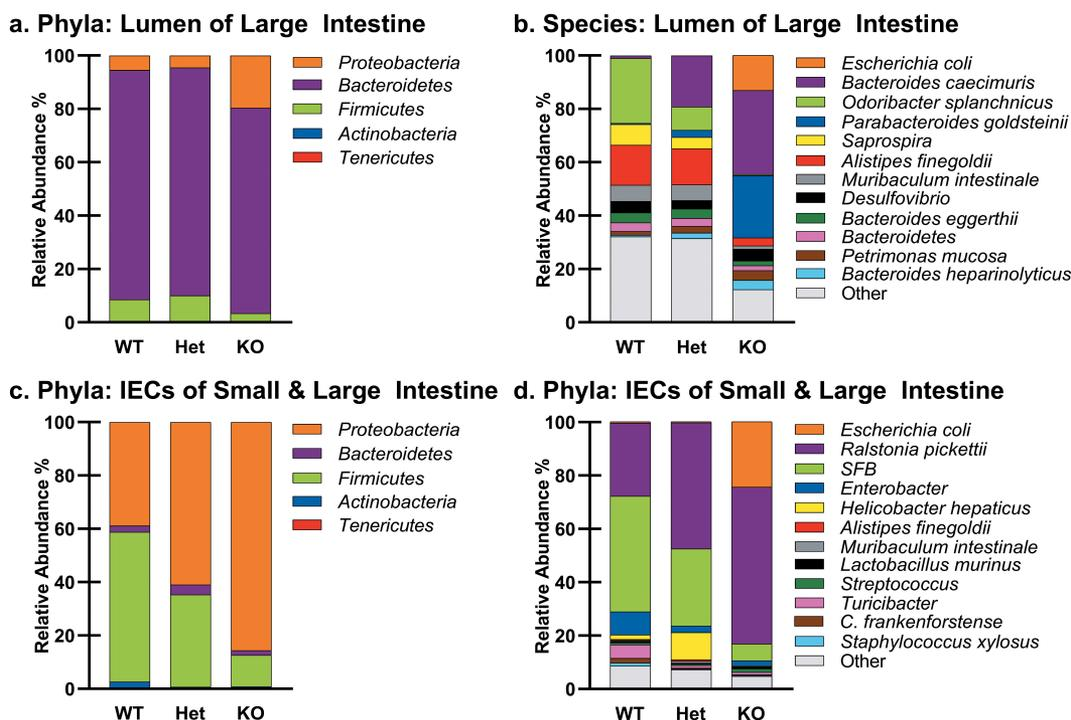 a. Phyla: Lumen of Large Intestine
Relative Abundance %
100
80
60
40
20
0
WT Het KO
Proteobacteria
Bacteroidetes
Firmicutes
Actinobacteria
Tenericutes
b. Species: Lumen of Large Intestine
Relative Abundance %
100
80
60
40
20
0
WT Het KO
Escherichia coli
Bacteroides caecimuris
Odoribacter splanchnicus
Parabacteroides goldsteinii
Saprospira
Alistipes finegoldii
Muribaculum intestinale
Desulfovibrio
Bacteroides eggerthii
Bacteroidetes
Petrimonas mucosa
Bacteroides heparinolyticus
Other
c. Phyla: IECs of Small & Large Intestine
Relative Abundance %
100
80
60
40
20
0
WT Het KO
Proteobacteria
Bacteroidetes
Firmicutes
Actinobacteria
Tenericutes
d. Phyla: IECs of Small & Large Intestine
Relative Abundance %
100
80
60
40
20
0
WT Het KO
Escherichia coli
Ralstonia pickettii
SFB
Enterobacter
Helicobacter hepaticus
Alistipes finegoldii
Muribaculum intestinale
Lactobacillus murinus
Streptococcus
Turicibacter
C. frankenforstense
Staphylococcus xylosus
Other